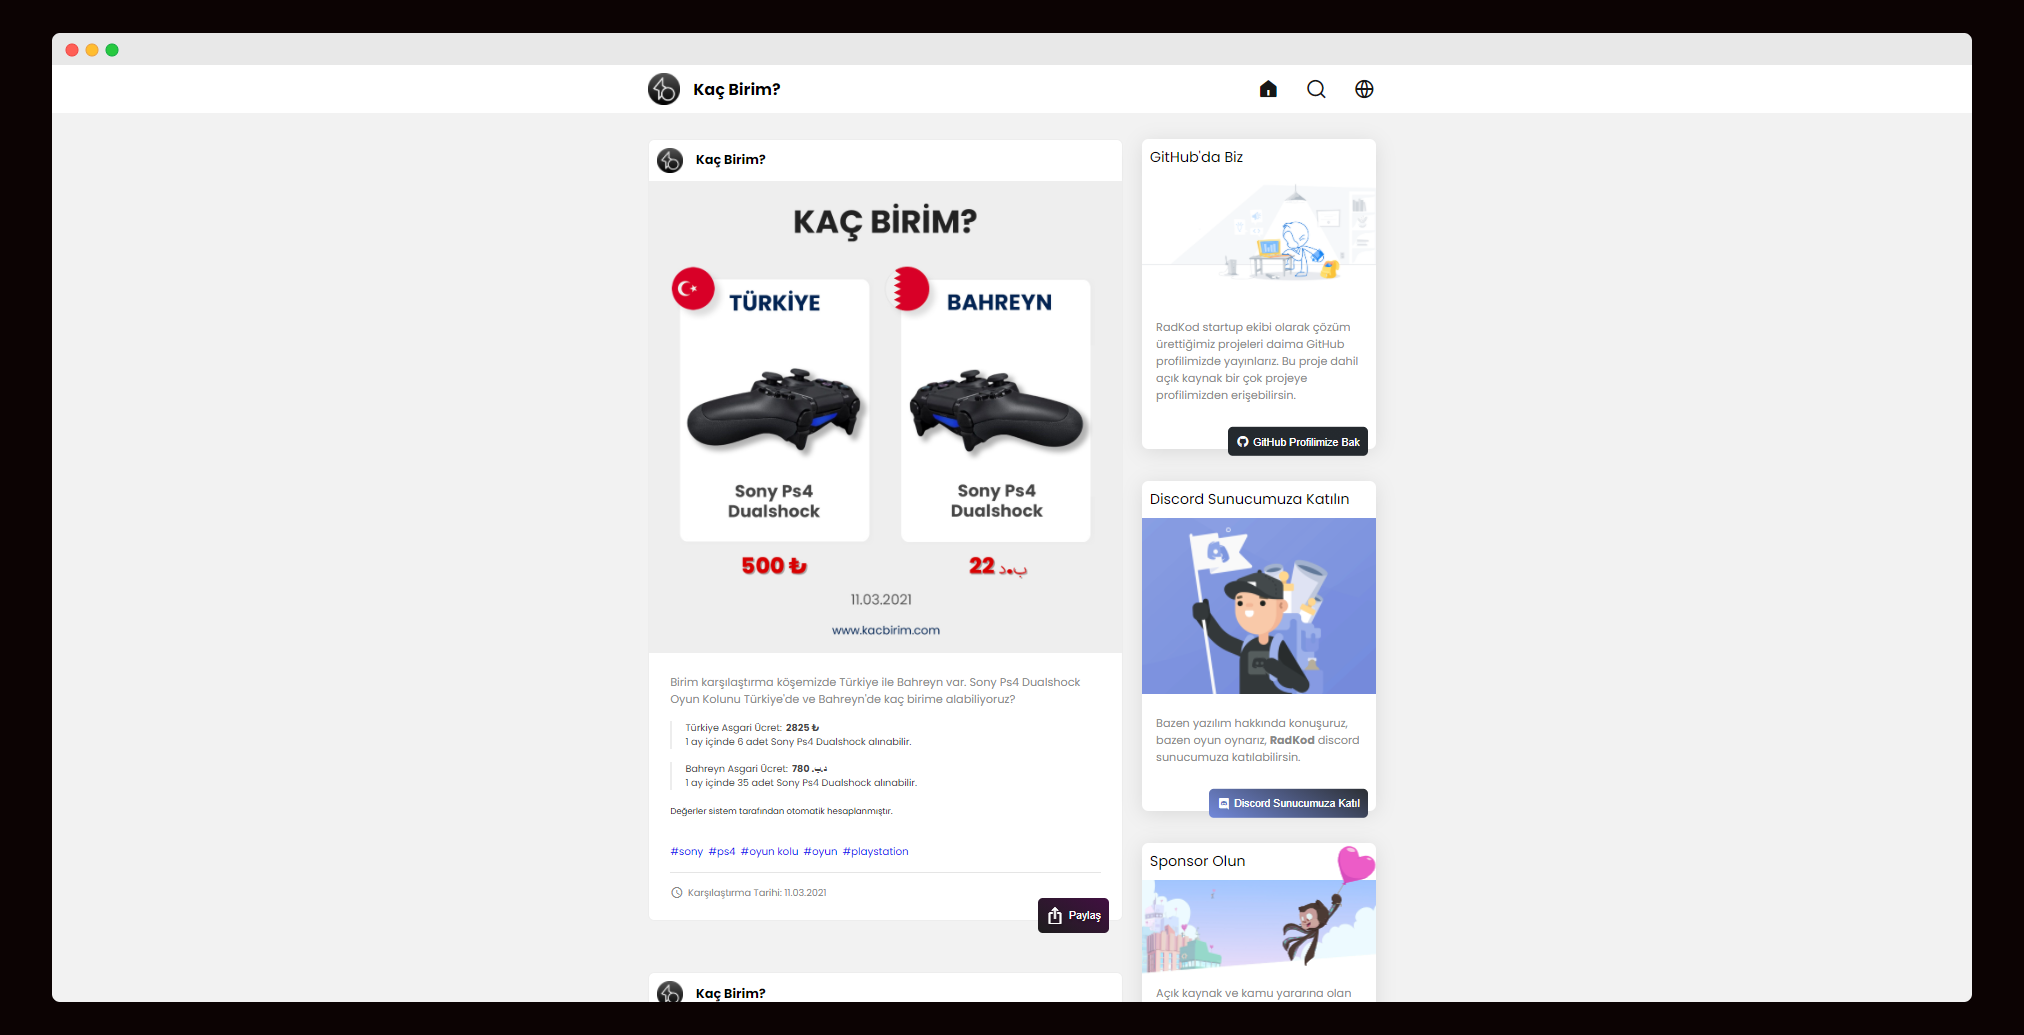 Kaç Birim?
Kaç Birim?
KAÇ BİRİM?
TÜRKİYE
BAHREYN
Sony Ps4
Dualshock
Sony Ps4
Dualshock
500 ₺
22 ب.د
11.03.2021
www.kacbirim.com
Birim karşılaştırma köşemizde Türkiye ile Bahreyn var. Sony Ps4 Dualshock
Oyun Kolunu Türkiye'de ve Bahreyn'de kaç birime alabiliyoruz?
Türkiye Asgari Ücret: 2825 ₺
1 ay içinde 6 adet Sony Ps4 Dualshock alınabilir.
Bahreyn Asgari Ücret: 780 .د.ب
1 ay içinde 35 adet Sony Ps4 Dualshock alınabilir.
Değerler sistem tarafından otomatik hesaplanmıştır.
#sony #ps4 #oyun kolu #oyun #playstation
Karşılaştırma Tarihi: 11.03.2021
Paylaş
Kaç Birim?
GitHub'da Biz
RadKod startup ekibi olarak çözüm
ürettiğimiz projeleri daima GitHub
profilimizde yayınlarız. Bu proje dahil
açık kaynak bir çok projeye
profilimizden erişebilirsin.
GitHub Profilimize Bak
Discord Sunucumuza Katılın
Bazen yazılım hakkında konuşuruz,
bazen oyun oynarız, RadKod discord
sunucumuza katılabilirsin.
Discord Sunucumuza Katıl
Sponsor Olun
Açık kaynak ve kamu yararına olan